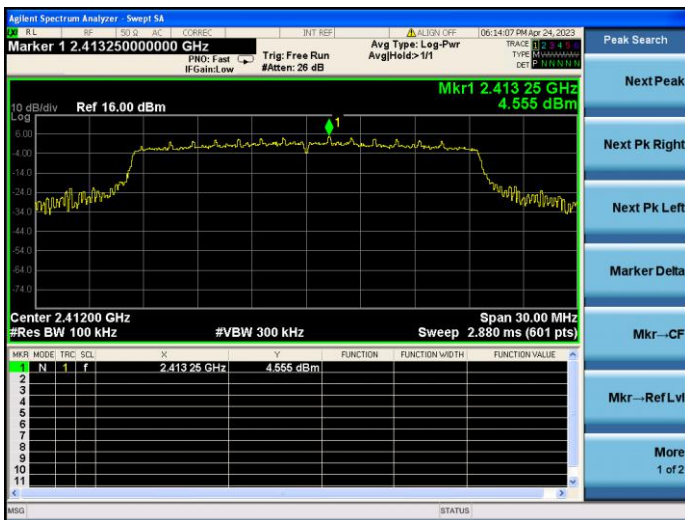 Agilent Spectrum Analyzer - Swept SA
RL RF 50 Ω AC CORREC INT REF ALIGN OFF 06:14:07 PM Apr 24, 2023
Marker 1 2.413250000000 GHz
PNO: Fast
IFGain:Low
Trig: Free Run
#Atten: 26 dB
Avg Type: Log-Pwr
Avg|Hold:> 1/1
TRACE 1 2 3 4 5 6
TYPE M
DET P N N N N N
Mkr1 2.413 25 GHz
4.555 dBm
10 dB/div Ref 16.00 dBm
Log
1
6.00
-4.00
-14.0
-24.0
-34.0
-44.0
-54.0
-64.0
-74.0
Center 2.41200 GHz Span 30.00 MHz
#Res BW 100 kHz #VBW 300 kHz Sweep 2.880 ms (601 pts)
MKR MODE TRC SCL X Y FUNCTION FUNCTION WIDTH FUNCTION VALUE
1 N 1 f 2.413 25 GHz 4.555 dBm
2
3
4
5
6
7
8
9
10
11
MSG STATUS
Peak Search
Next Peak
Next Pk Right
Next Pk Left
Marker Delta
Mkr→CF
Mkr→Ref Lvl
More
1 of 2